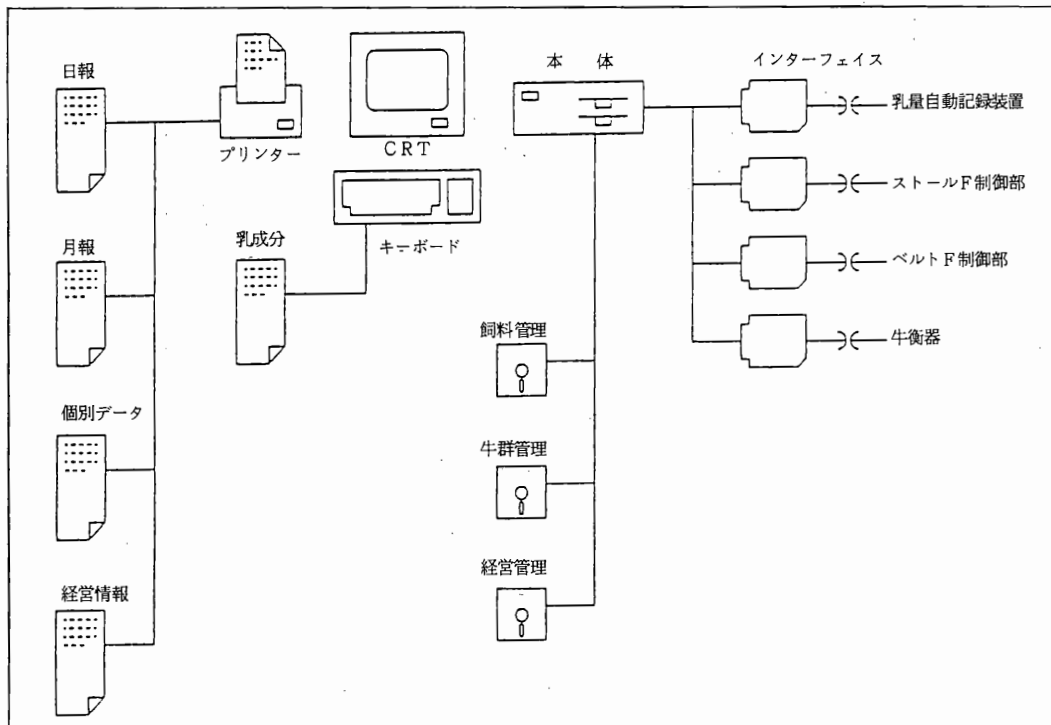 日報
プリンター
CRT
キーボード
本 体
インターフェイス
乳量自動記録装置
ストールF制御部
ベルトF制御部
牛衡器
月報
乳成分
個別データ
経営情報
飼料管理
牛群管理
経営管理